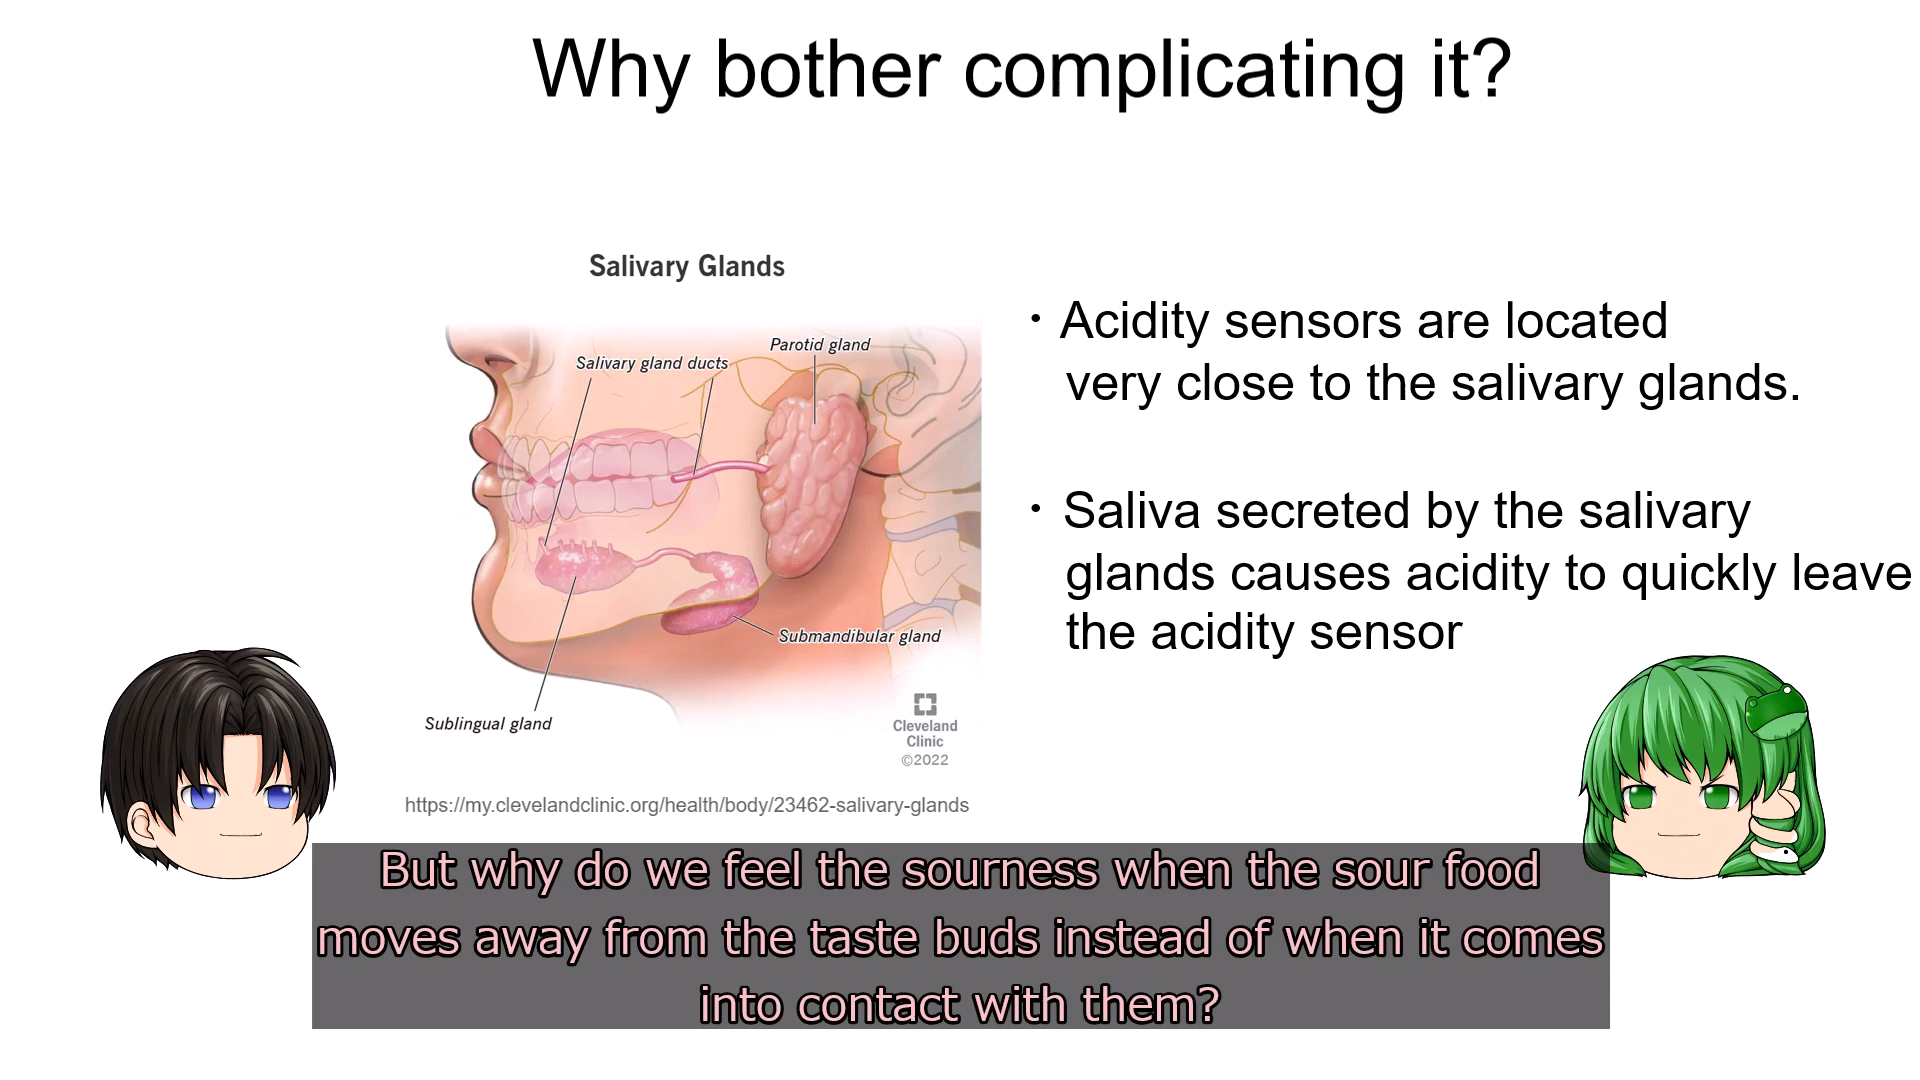 Why bother complicating it?
Salivary Glands
Parotid gland
Salivary gland ducts
Submandibular gland
Sublingual gland
Cleveland
Clinic
©2022
https://my.clevelandclinic.org/health/body/23462-salivary-glands
・Acidity sensors are located
very close to the salivary glands.
・Saliva secreted by the salivary
glands causes acidity to quickly leave
the acidity sensor
But why do we feel the sourness when the sour food
moves away from the taste buds instead of when it comes
into contact with them?